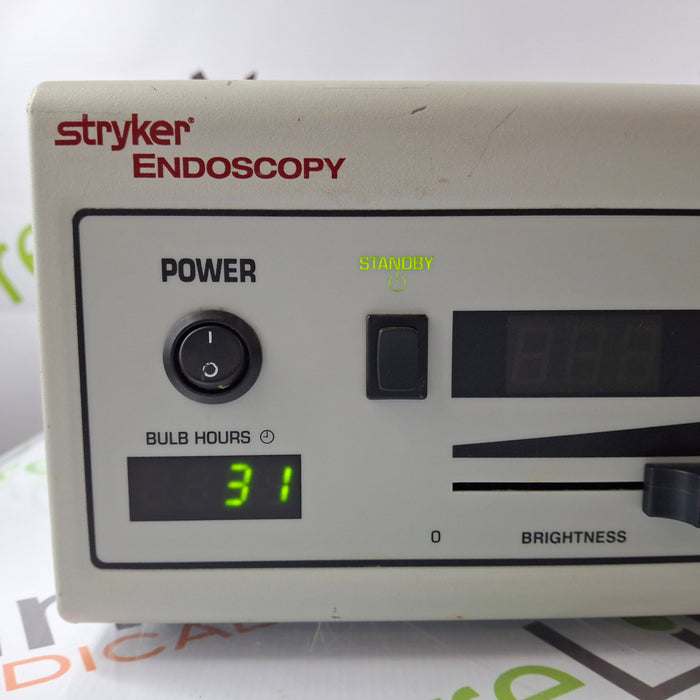 stryker®
ENDOSCOPY
POWER
STANDBY
I
O
BULB HOURS
31
0
BRIGHTNESS